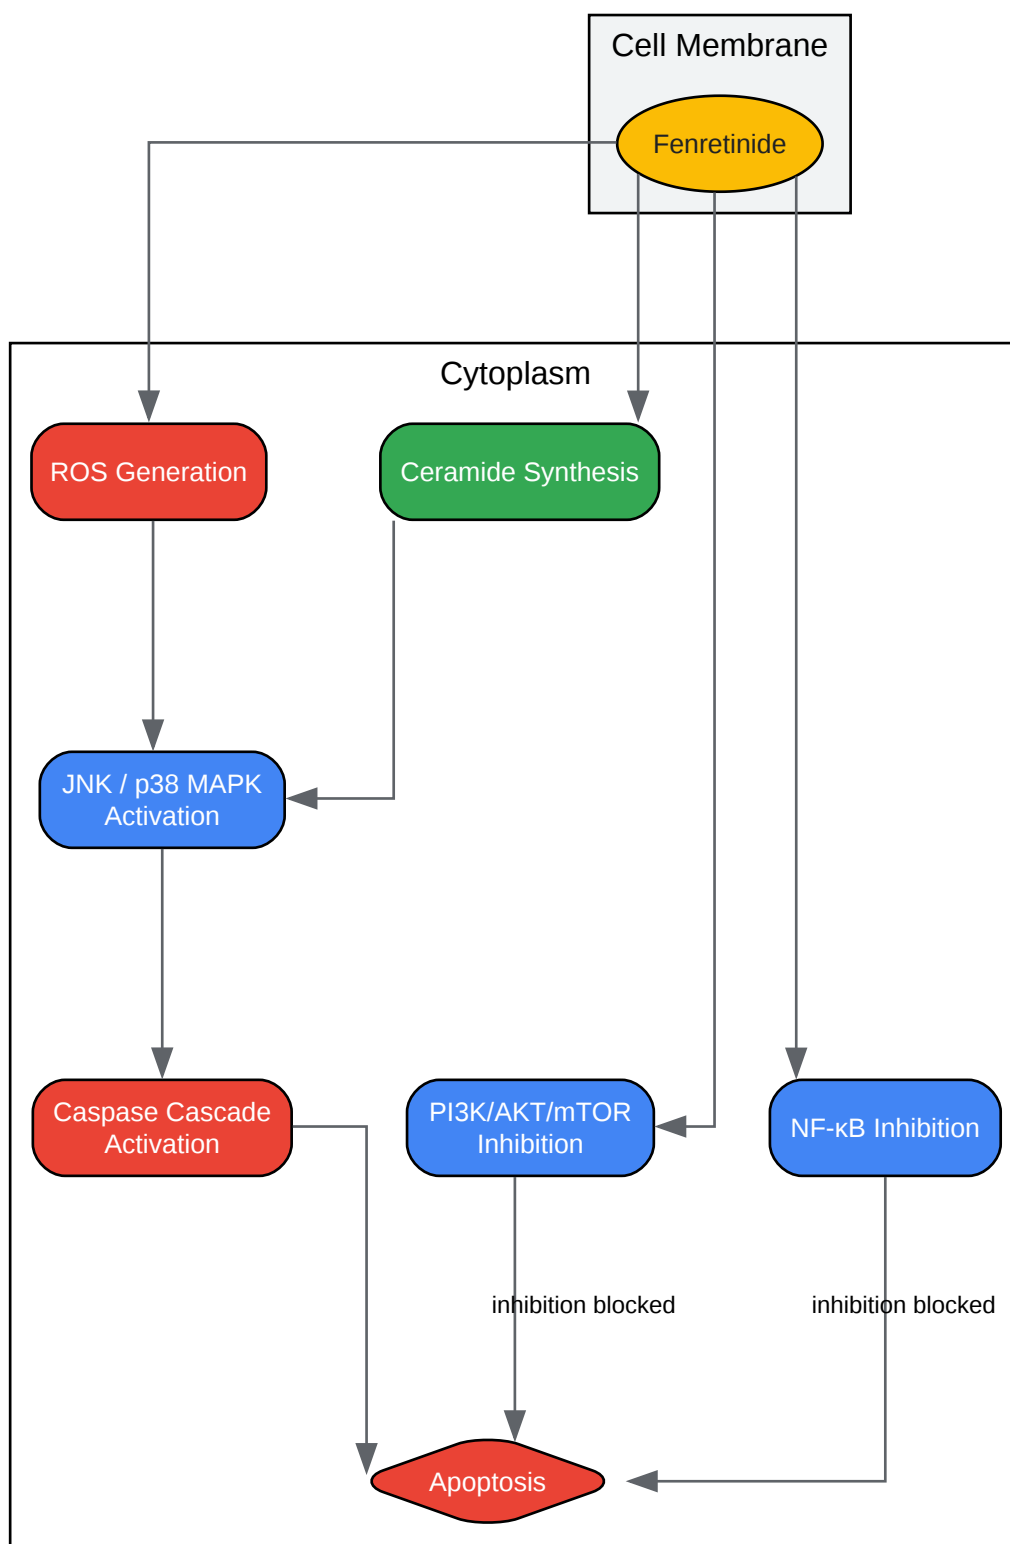 Cell Membrane
Fenretinide
Cytoplasm
ROS Generation
Ceramide Synthesis
JNK / p38 MAPK
Activation
Caspase Cascade
Activation
PI3K/AKT/mTOR
Inhibition
NF-κB Inhibition
inhibition blocked
inhibition blocked
Apoptosis